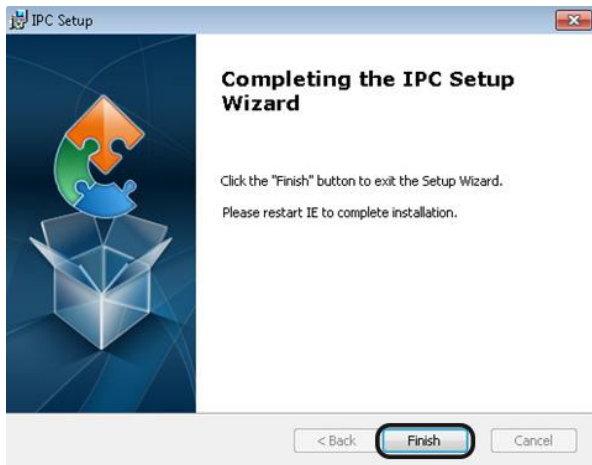 IPC Setup
Completing the IPC Setup
Wizard
Click the "Finish" button to exit the Setup Wizard.
Please restart IE to complete installation.
< Back
Finish
Cancel